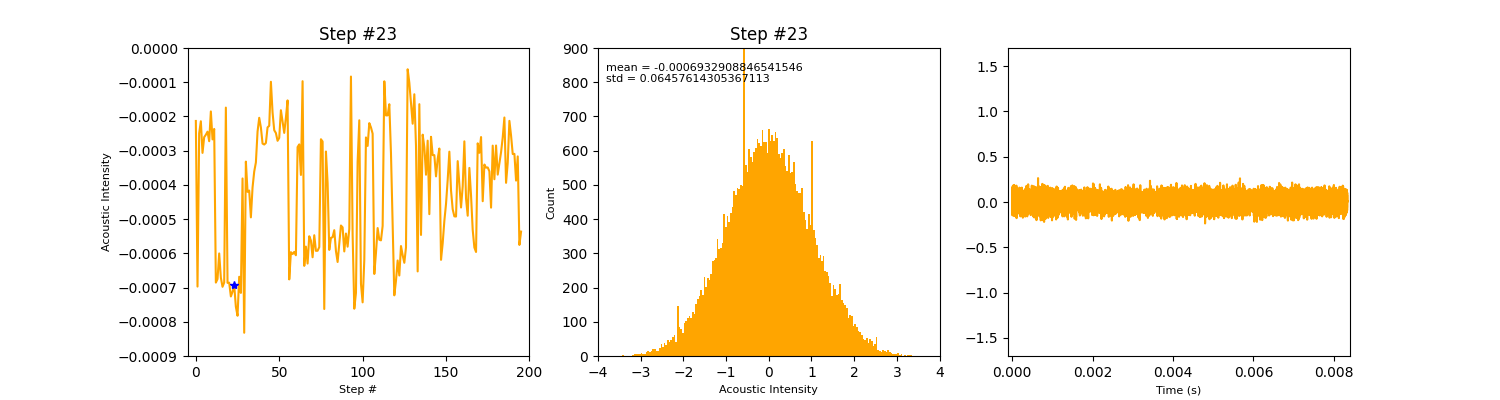 Step #23
0.0000
−0.0001
−0.0002
−0.0003
−0.0004
−0.0005
−0.0006
−0.0007
−0.0008
−0.0009
Acoustic Intensity
0 50 100 150 200
Step #
Step #23
mean = -0.0006932908846541546
std = 0.06457614305367113
900
800
700
600
500
400
300
200
100
0
Count
−4 −3 −2 −1 0 1 2 3 4
Acoustic Intensity
1.5
1.0
0.5
0.0
−0.5
−1.0
−1.5
0.000 0.002 0.004 0.006 0.008
Time (s)